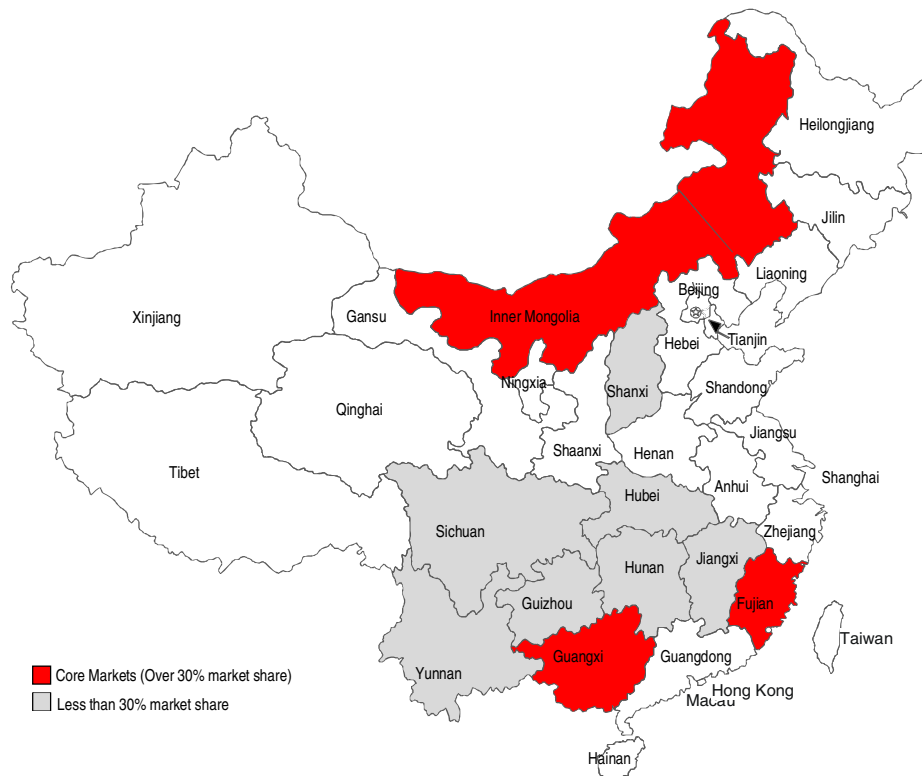 Heilongjiang
Jilin
Liaoning
Beijing
Inner Mongolia
Xinjiang
Gansu
Tianjin
Hebei
Ningxia
Shanxi
Shandong
Qinghai
Jiangsu
Shaanxi
Henan
Tibet
Shanghai
Anhui
Hubei
Sichuan
Zhejiang
Jiangxi
Hunan
Guizhou
Fujian
Taiwan
Guangxi
Guangdong
Yunnan
Core Markets (Over 30% market share)
Less than 30% market share
Hong Kong
Macau
Hainan